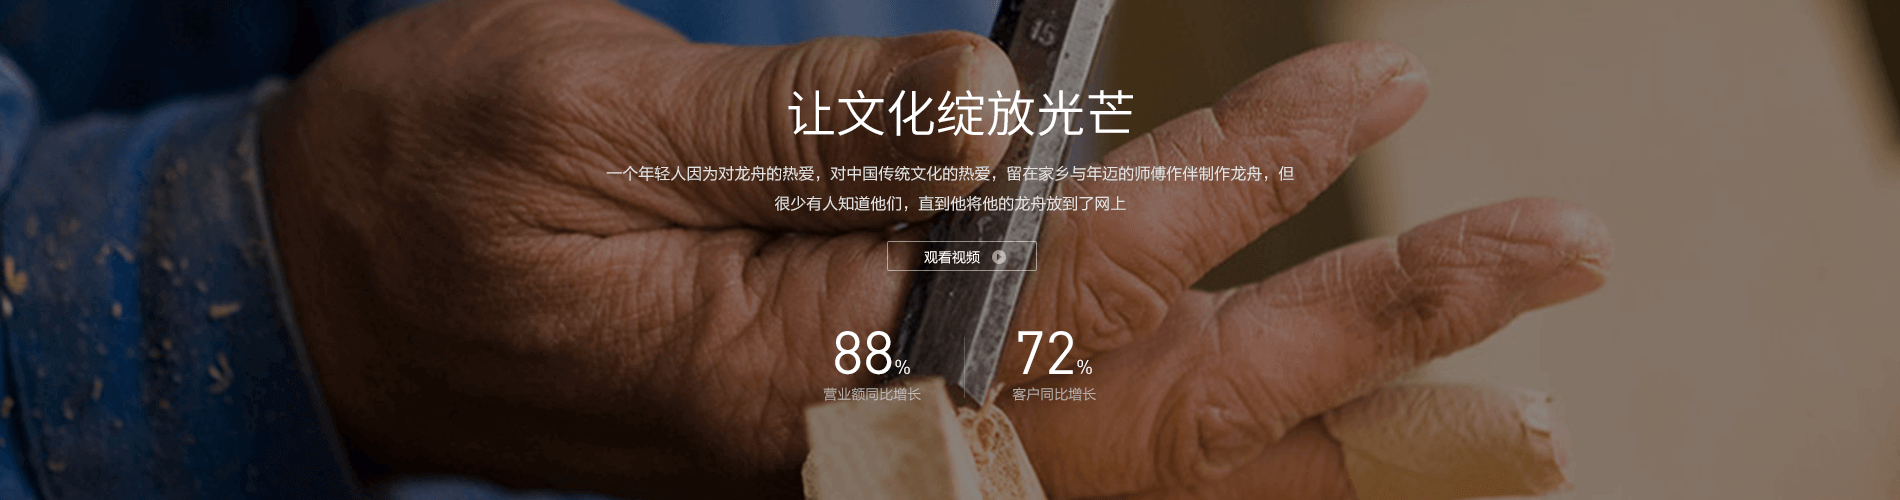 15
让文化绽放光芒
一个年轻人因为对龙舟的热爱，对中国传统文化的热爱，留在家乡与年迈的师傅作伴制作龙舟，但
很少有人知道他们，直到他将他的龙舟放到了网上
观看视频
88% 72%
营业额同比增长 客户同比增长